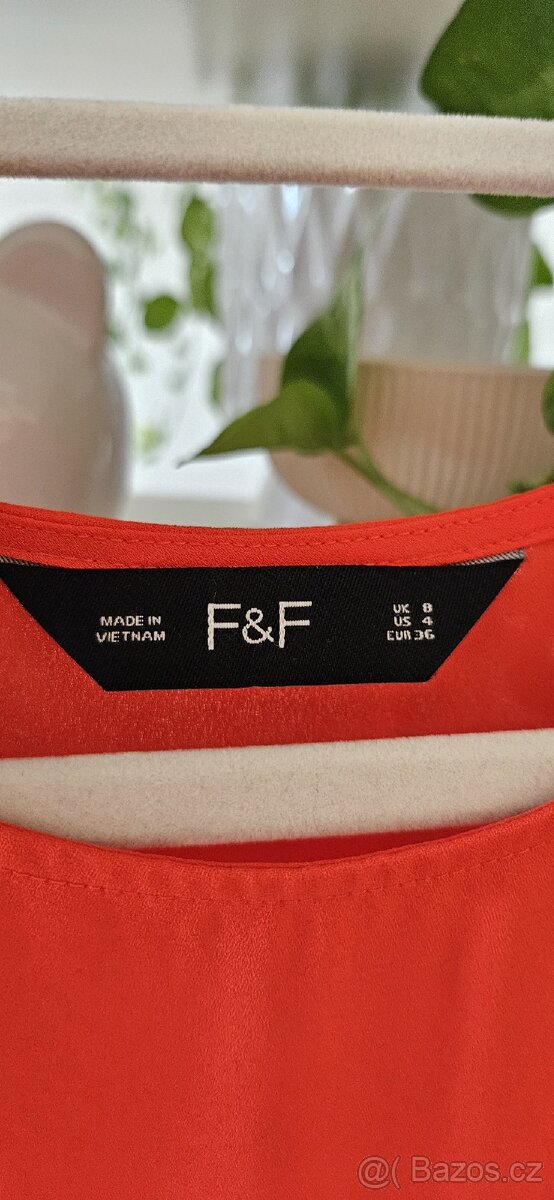 MADE IN
VIETNAM
F&F
UK 8
US 4
EUR 36
@( Bazos.cz